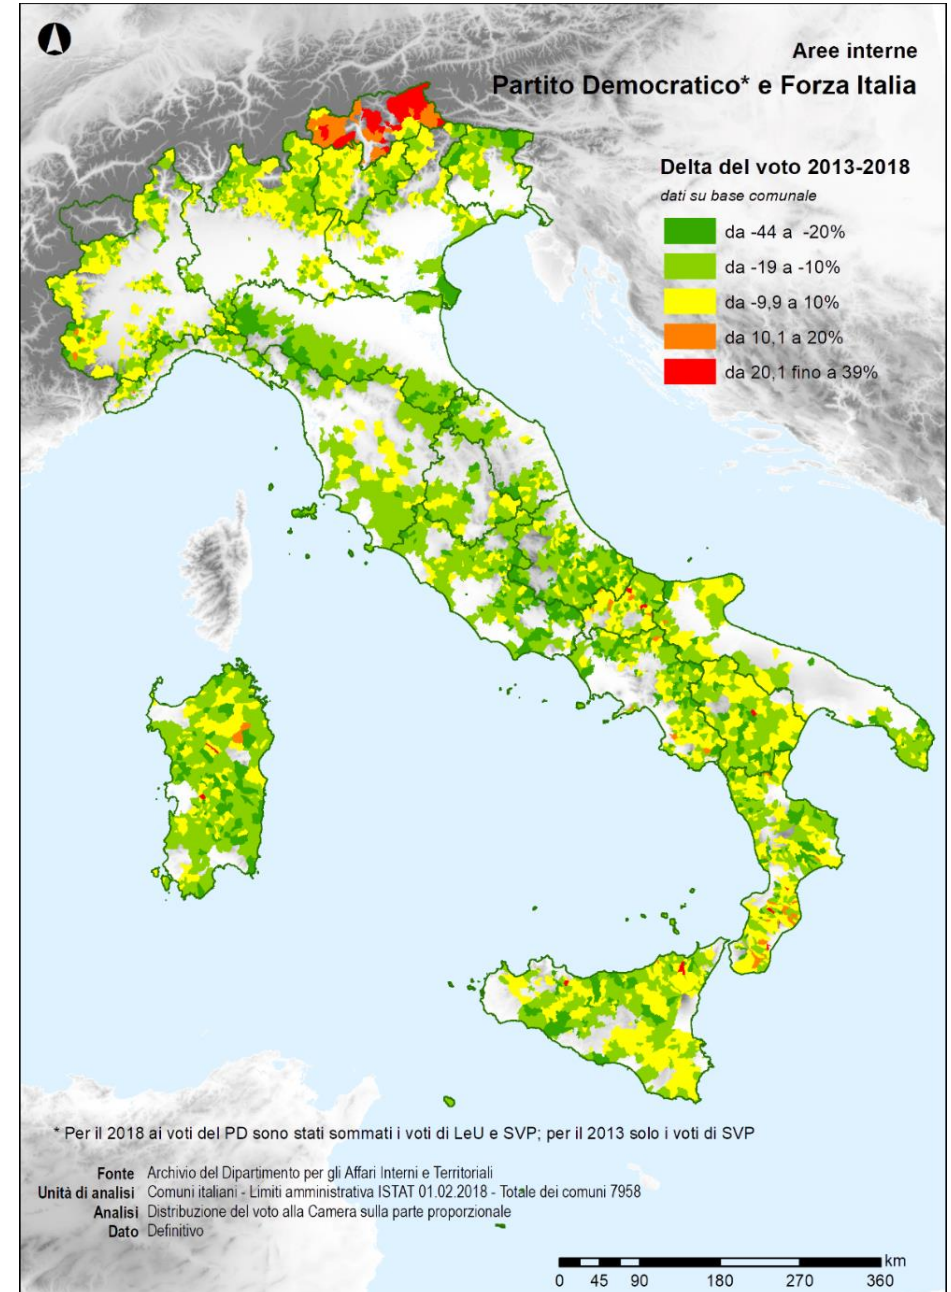 Aree interne
Partito Democratico* e Forza Italia
Delta del voto 2013-2018
dati su base comunale
da -44 a -20%
da -19 a -10%
da -9,9 a 10%
da 10,1 a 20%
da 20,1 fino a 39%
* Per il 2018 ai voti del PD sono stati sommati i voti di LeU e SVP; per il 2013 solo i voti di SVP
Fonte Archivio del Dipartimento per gli Affari Interni e Territoriali
Unità di analisi Comuni italiani - Limiti amministrativa ISTAT 01.02.2018 - Totale dei comuni 7958
Analisi Distribuzione del voto alla Camera sulla parte proporzionale
Dato Definitivo
km
0 45 90 180 270 360